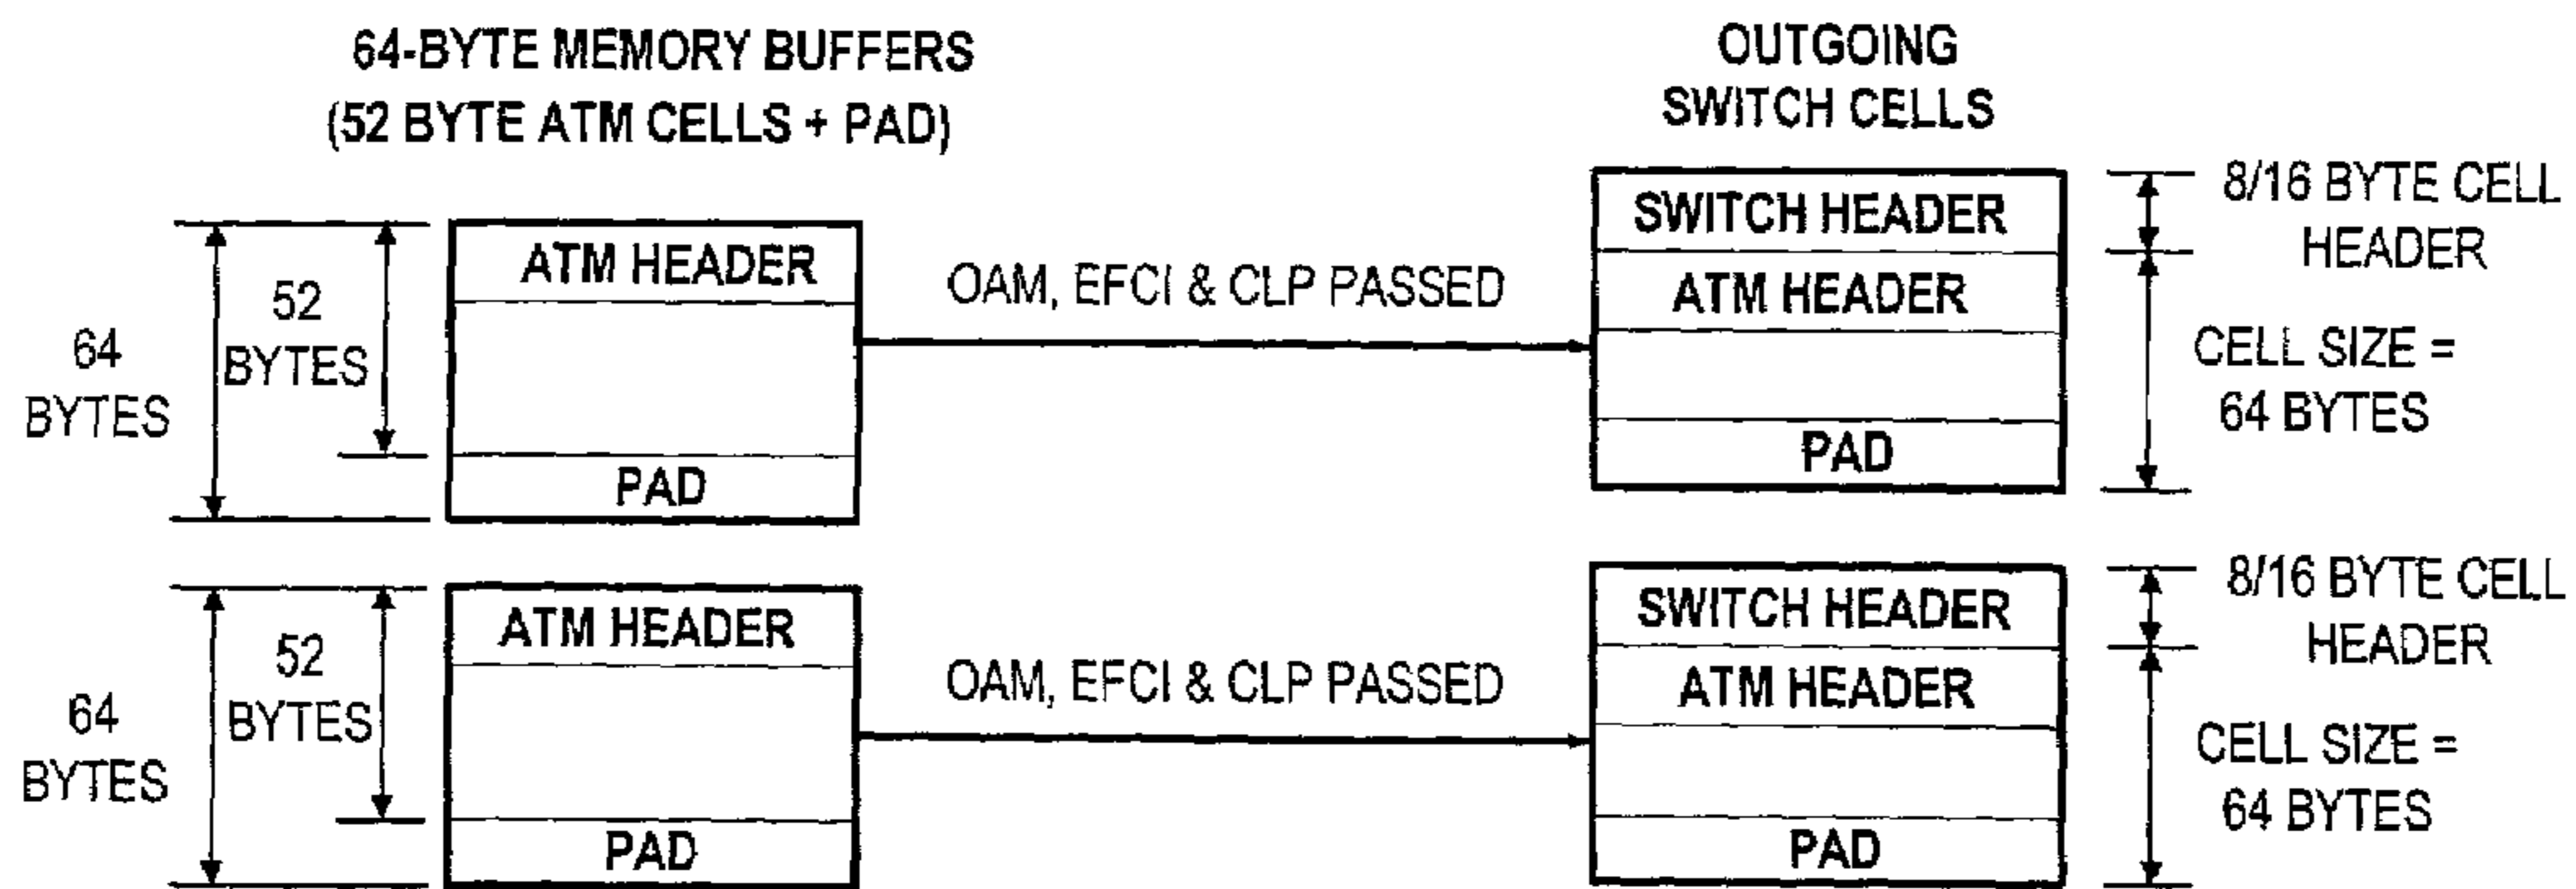 64-BYTE MEMORY BUFFERS
(52 BYTE ATM CELLS + PAD)
OUTGOING
SWITCH CELLS
64
BYTES
52
BYTES
ATM HEADER
PAD
OAM, EFCI & CLP PASSED
SWITCH HEADER
ATM HEADER
PAD
8/16 BYTE CELL
HEADER
CELL SIZE =
64 BYTES
64
BYTES
52
BYTES
ATM HEADER
PAD
OAM, EFCI & CLP PASSED
SWITCH HEADER
ATM HEADER
PAD
8/16 BYTE CELL
HEADER
CELL SIZE =
64 BYTES